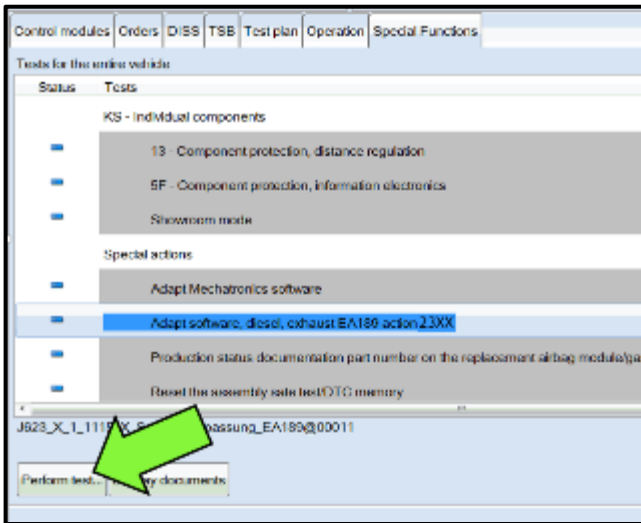 Control modules Orders DISS TSB Test plan Operation Special Functions
Tests for the entire vehicle
Status Tests
KS - Individual components
13 - Component protection, distance regulation
5F - Component protection, information electronics
Showroom mode
Special actions
Adapt Mechatronics software
Adapt software, diesel, exhaust EA189 action 23XX
Production status documentation part number on the replacement airbag module/ga
Reset the assembly sate test/DTC memory
J623_X_1_111 passung_EA189@00011
Perform test... documents